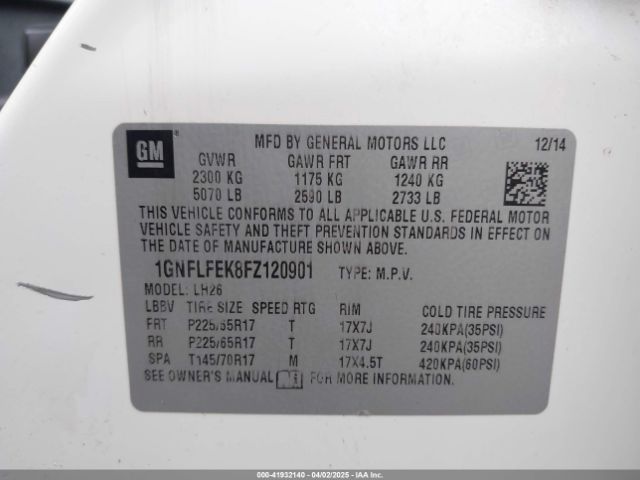 GM
MFD BY GENERAL MOTORS LLC 12/14
GVWR GAWR FRT GAWR RR
2300 KG 1175 KG 1240 KG
5070 LB 2590 LB 2733 LB
THIS VEHICLE CONFORMS TO ALL APPLICABLE U.S. FEDERAL MOTOR
VEHICLE SAFETY AND THEFT PREVENTION STANDARDS IN EFFECT ON
THE DATE OF MANUFACTURE SHOWN ABOVE.
1GNFLFEK8FZ120901 TYPE: M.P.V.
MODEL: LH26
LBBV TIRE SIZE SPEED RTG RIM COLD TIRE PRESSURE
FRT P225/65R17 T 17X7J 240KPA(35PSI)
RR P225/65R17 T 17X7J 240KPA(35PSI)
SPA T145/70R17 M 17X4.5T 420KPA(60PSI)
SEE OWNER'S MANUAL FOR MORE INFORMATION.
000-41932140 - 04/02/2025 - IAAI.COM - COPYRIGHT IAA, LLC